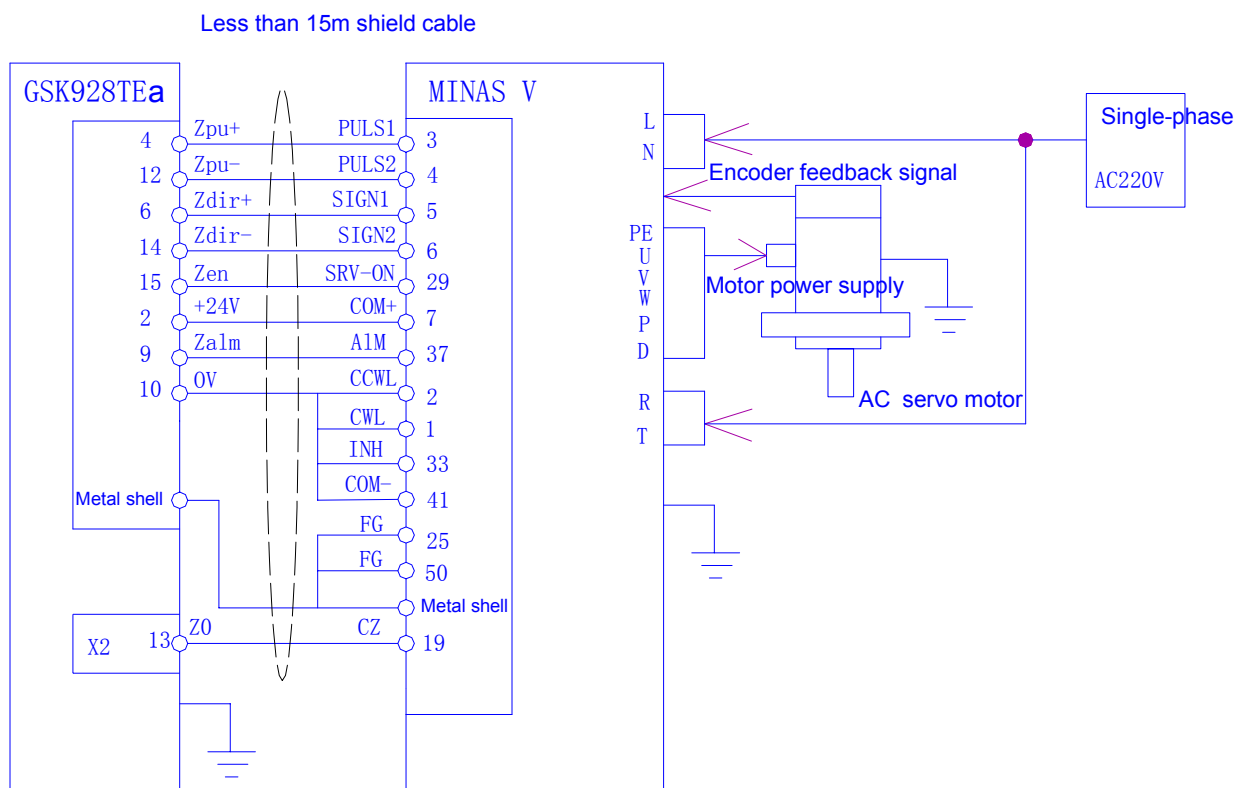 Less than 15m shield cable
GSK928TEa
MINAS V
4 Zpu+ PULS1 3
12 Zpu- PULS2 4
6 Zdir+ SIGN1 5
14 Zdir- SIGN2 6
15 Zen SRV-ON 29
2 +24V COM+ 7
9 Zalm AlM 37
10 0V CCWL 2
CWL 1
INH 33
COM- 41
Metal shell
FG 25
FG 50
Metal shell
X2 13 Z0 CZ 19
L
N
Single-phase
AC220V
Encoder feedback signal
PE
U
V
W
P
D
Motor power supply
AC servo motor
R
T